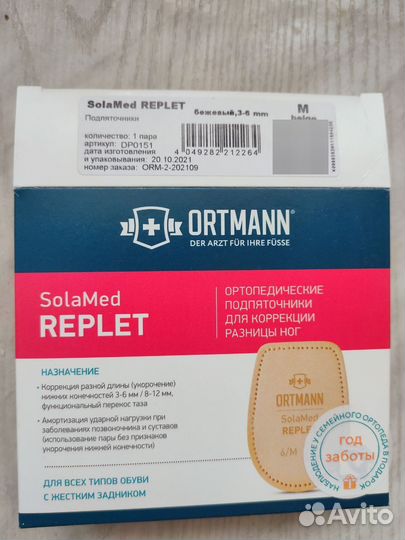 SolaMed REPLET
Подпяточники
бежевый,3-6 mm
M
beige
количество: 1 пара
артикул: DP0151
дата изготовления
и упаковывания 20.10.2021
номер заказа: ORM-2-202109
4 049282 212264
ORTMANN®
DER ARZT FÜR IHRE FÜSSE
SolaMed
REPLET
ОРТОПЕДИЧЕСКИЕ
ПОДПЯТОЧНИКИ
ДЛЯ КОРРЕКЦИИ
РАЗНИЦЫ НОГ
НАЗНАЧЕНИЕ
• Коррекция разной длины (укорочение)
нижних конечностей 3-6 мм / 8-12 мм,
функциональный перекос таза
• Амортизация ударной нагрузки при
заболеваниях позвоночника и суставов
(использование пары без признаков
укорочения нижней конечности)
ДЛЯ ВСЕХ ТИПОВ ОБУВИ
С ЖЕСТКИМ ЗАДНИКОМ
ORTMANN
SolaMed
REPLET
6/M
НАБЛЮДЕНИЕ У СЕМЕЙНОГО ОРТОПЕДА В ПОДАРОК
год
заботы
Avito